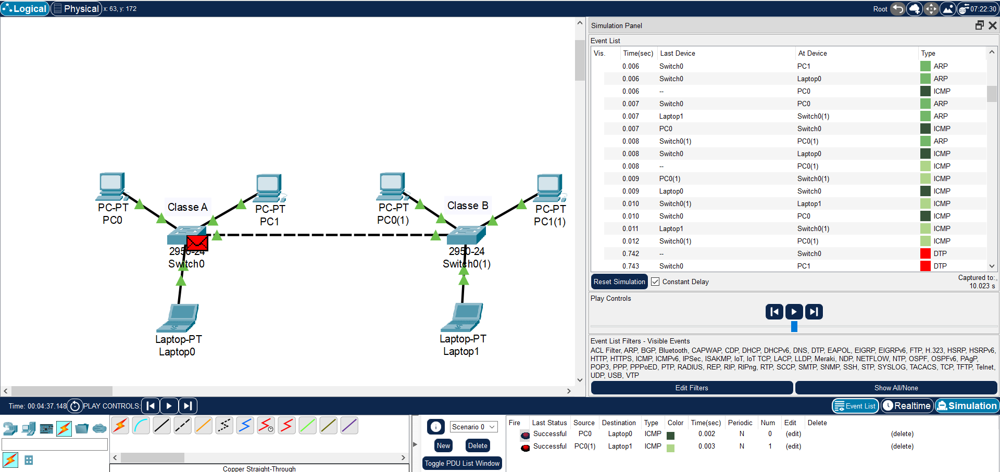 Logical Physical x: 63, y: 172 Root 07:22:30
Simulation Panel
Event List
Vis. Time(sec) Last Device At Device Type
0.006 Switch0 PC1 ARP
0.006 Switch0 Laptop0 ARP
0.006 -- PC0 ICMP
0.007 Switch0 PC0 ARP
0.007 Laptop1 Switch0(1) ARP
0.007 PC0 Switch0 ICMP
0.008 Switch0(1) PC0(1) ARP
0.008 Switch0 Laptop0 ICMP
0.008 -- PC0(1) ICMP
0.009 PC0(1) Switch0(1) ICMP
0.009 Laptop0 Switch0 ICMP
0.010 Switch0(1) Laptop1 ICMP
0.010 Switch0 PC0 ICMP
0.011 Laptop1 Switch0(1) ICMP
0.012 Switch0(1) PC0(1) ICMP
0.742 -- Switch0 DTP
0.743 Switch0 PC1 DTP
Reset Simulation Constant Delay
Captured to:
10.023 s
Play Controls
Event List Filters - Visible Events
ACL Filter, ARP, BGP, Bluetooth, CAPWAP, CDP, DHCP, DHCPv6, DNS, DTP, EAPOL, EIGRP, EIGRPv6, FTP, H.323, HSRP, HSRPv6,
HTTP, HTTPS, ICMP, ICMPv6, IPSec, ISAKMP, IoT, IoT TCP, LACP, LLDP, Meraki, NDP, NETFLOW, NTP, OSPF, OSPFv6, PAgP,
POP3, PPP, PPPoED, PTP, RADIUS, REP, RIP, RIPng, RTP, SCCP, SMTP, SNMP, SSH, STP, SYSLOG, TACACS, TCP, TFTP, Telnet,
UDP, USB, VTP
Edit Filters Show All/None
PC-PT
PC0
Classe A
PC-PT
PC1
PC-PT
PC0(1)
Classe B
PC-PT
PC1(1)
2950-24
Switch0
2950-24
Switch0(1)
Laptop-PT
Laptop0
Laptop-PT
Laptop1
Time: 00:04:37.148 PLAY CONTROLS: Event List Realtime Simulation
Scenario 0
New Delete
Toggle PDU List Window
Copper Straight-Through
Fire Last Status Source Destination Type Color Time(sec) Periodic Num Edit Delete
Successful PC0 Laptop0 ICMP 0.002 N 0 (edit) (delete)
Successful PC0(1) Laptop1 ICMP 0.003 N 1 (edit) (delete)